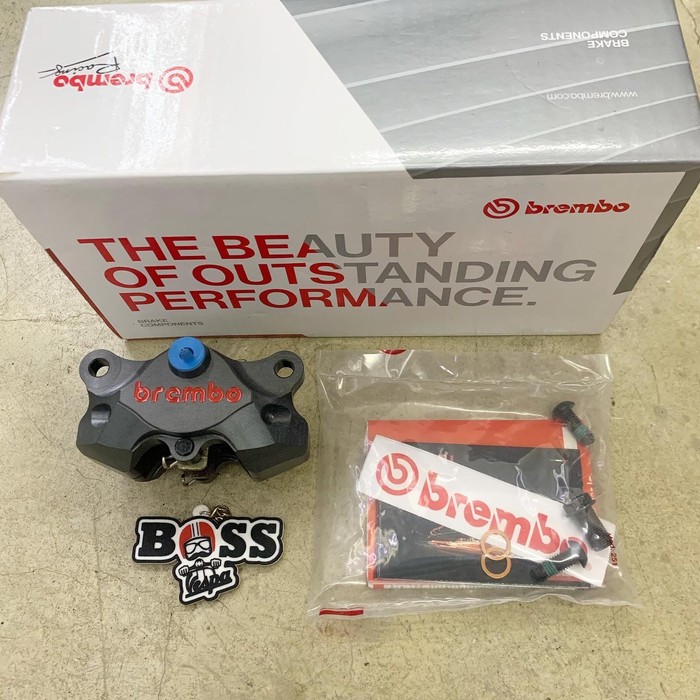 BRAKE
COMPONENTS
brembo
Racing
www.brembo.com
brembo
THE BEAUTY
OF OUTSTANDING
PERFORMANCE.
BRAKE
COMPONENTS
brembo
brembo
BOSS
Vespa